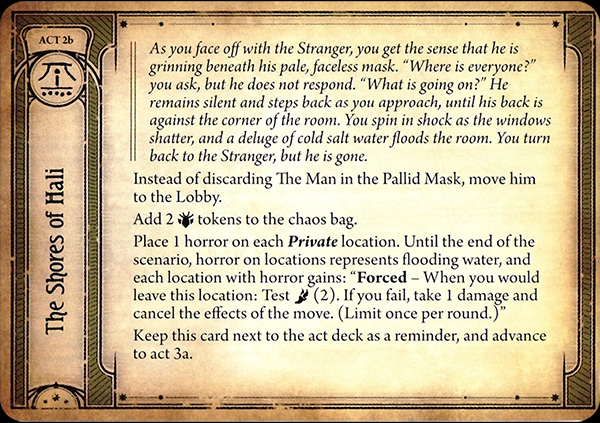 ACT 2b
The Shores of Hali
As you face off with the Stranger, you get the sense that he is
grinning beneath his pale, faceless mask. “Where is everyone?”
you ask, but he does not respond. “What is going on?” He
remains silent and steps back as you approach, until his back is
against the corner of the room. You spin in shock as the windows
shatter, and a deluge of cold salt water floods the room. You turn
back to the Stranger, but he is gone.
Instead of discarding The Man in the Pallid Mask, move him
to the Lobby.
Add 2 tokens to the chaos bag.
Place 1 horror on each Private location. Until the end of the
scenario, horror on locations represents flooding water, and
each location with horror gains: “Forced – When you would
leave this location: Test (2). If you fail, take 1 damage and
cancel the effects of the move. (Limit once per round.)”
Keep this card next to the act deck as a reminder, and advance
to act 3a.